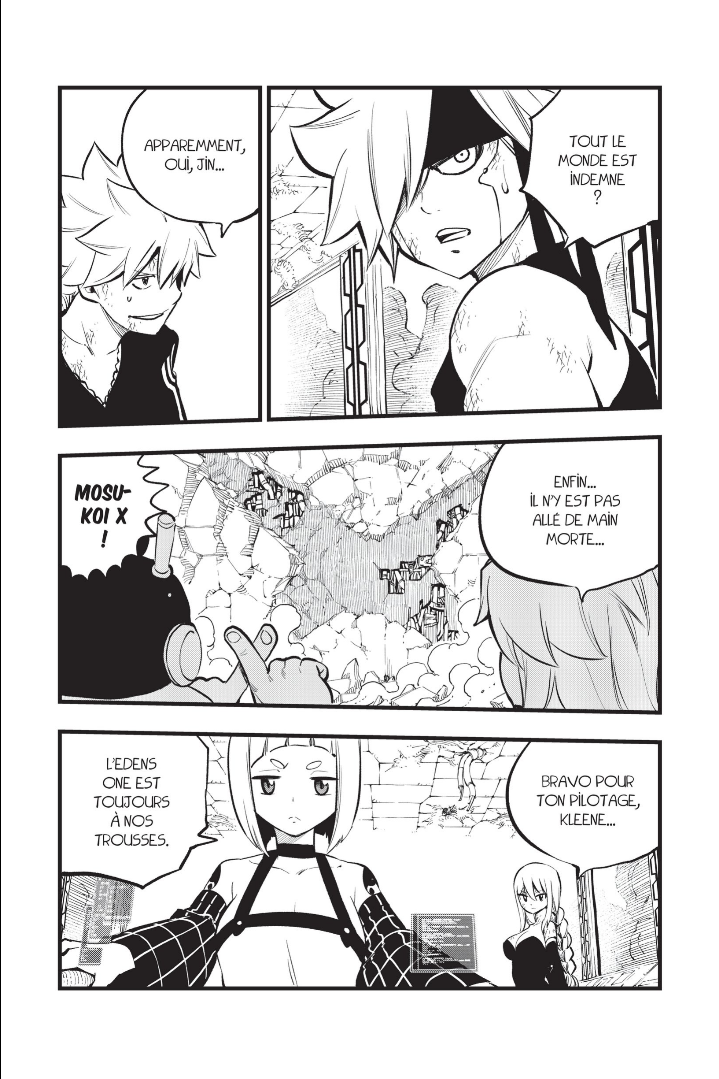 TOUT LE
MONDE EST
INDEMNE
?
APPAREMMENT,
OUI, JIN...
ENFIN...
IL N'Y EST PAS
ALLÉ DE MAIN
MORTE...
MOSU-
KOI X
!
BRAVO POUR
TON PILOTAGE,
KLEENE...
L'EDENS
ONE EST
TOUJOURS
À NOS
TROUSSES.